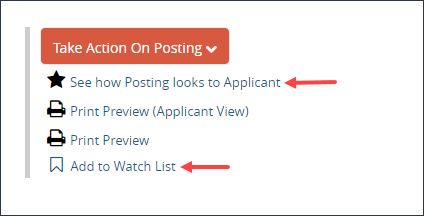 Take Action On Posting
See how Posting looks to Applicant
Print Preview (Applicant View)
Print Preview
Add to Watch List